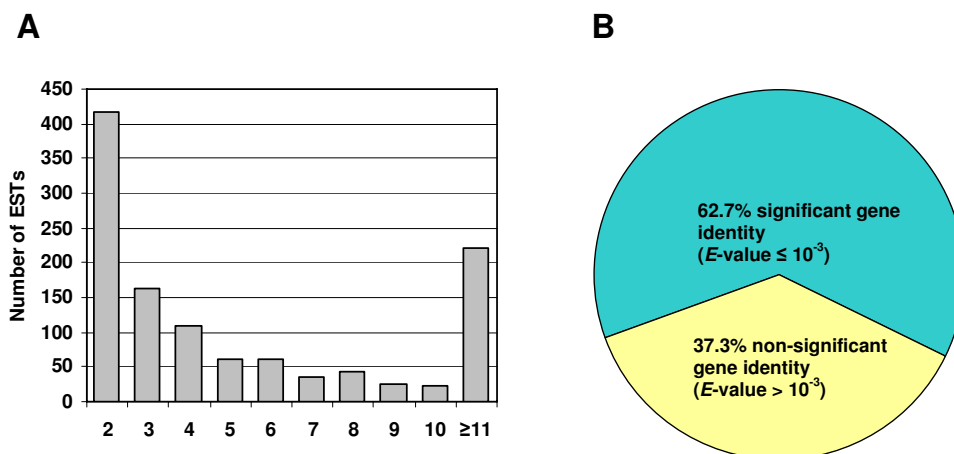 A
B
Number of ESTs
450
400
350
300
250
200
150
100
50
0
2 3 4 5 6 7 8 9 10 ≥11
62.7% significant gene
identity
(E-value ≤ 10⁻³)
37.3% non-significant
gene identity
(E-value > 10⁻³)